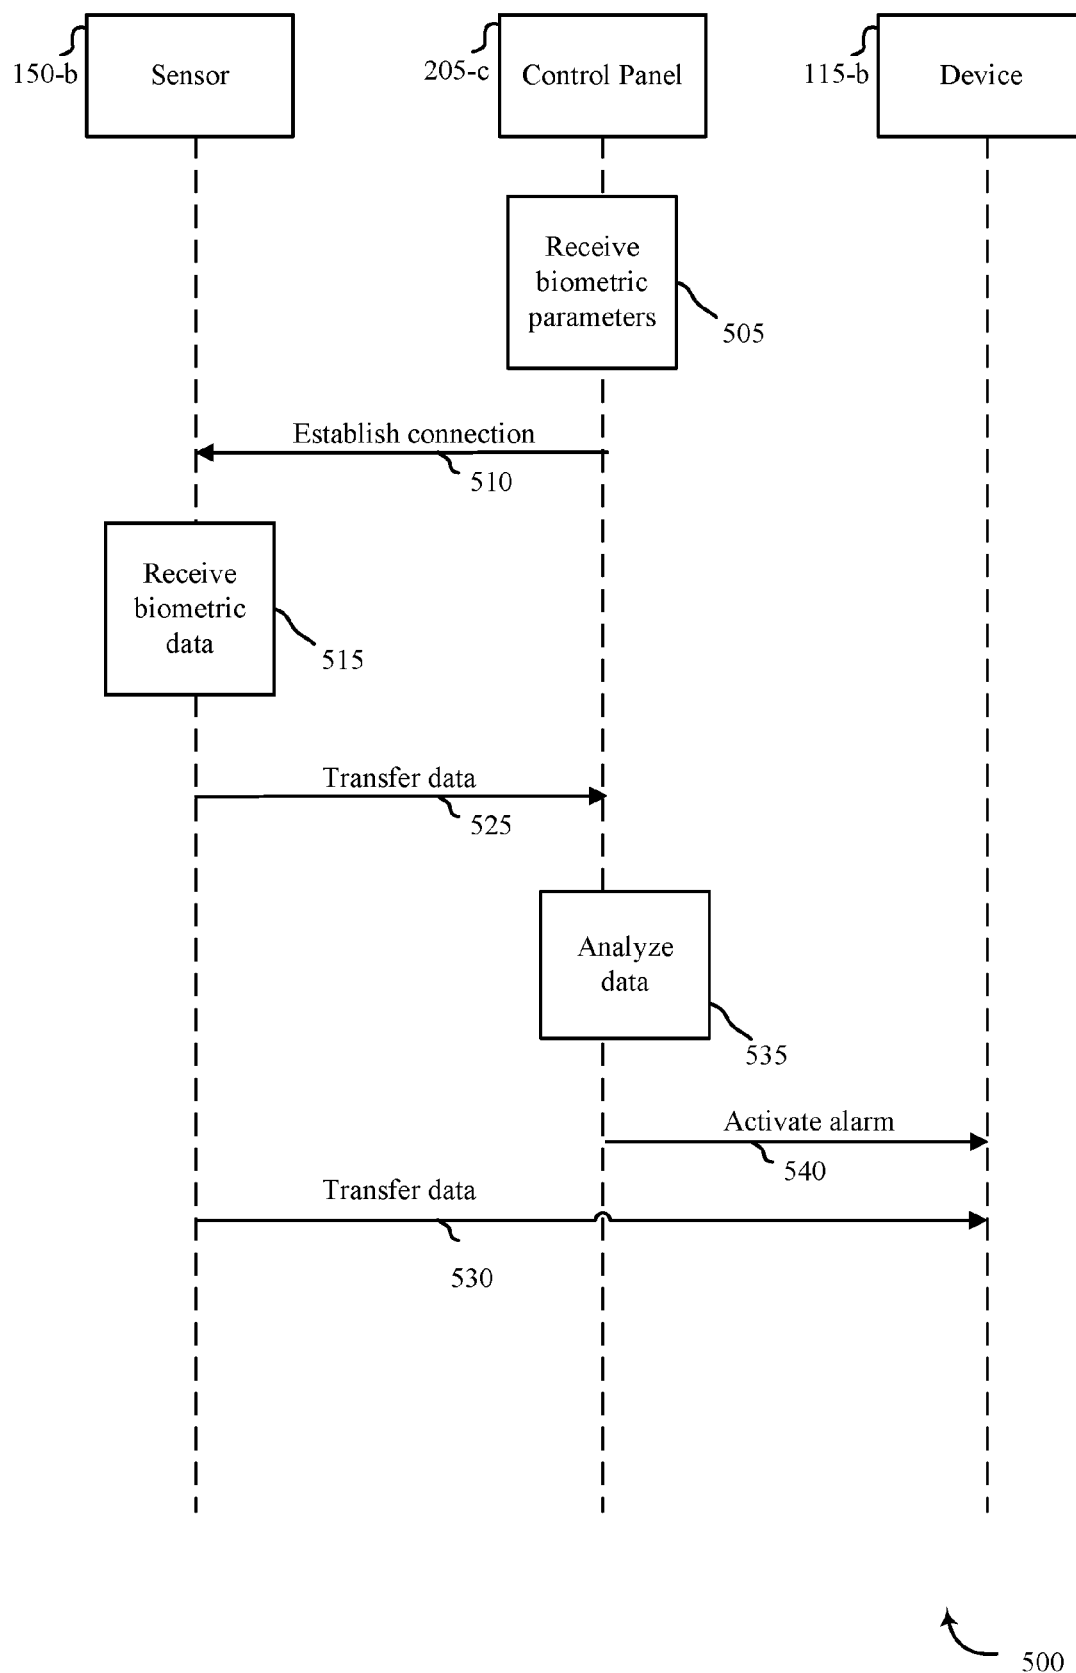 150-b
Sensor
205-c
Control Panel
115-b
Device
Receive
biometric
parameters
505
Establish connection
510
Receive
biometric
data
515
Transfer data
525
Analyze
data
535
Activate alarm
540
Transfer data
530
500